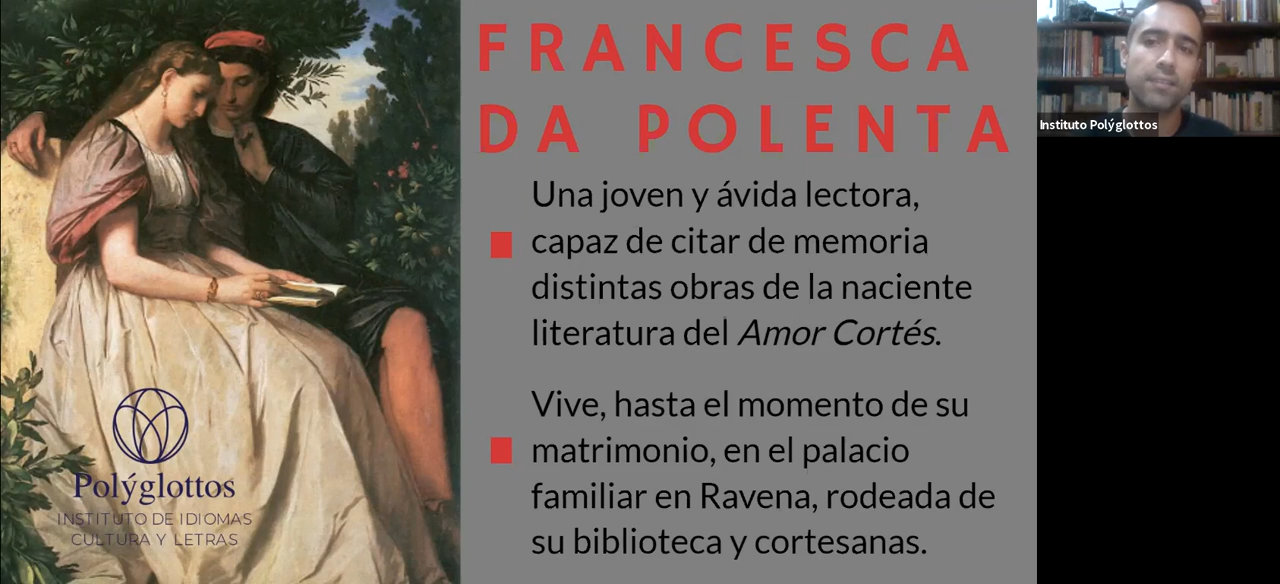 FRANCESCA
DA POLENTA
Una joven y ávida lectora,
capaz de citar de memoria
distintas obras de la naciente
literatura del Amor Cortés.
Vive, hasta el momento de su
matrimonio, en el palacio
familiar en Ravena, rodeada de
su biblioteca y cortesanas.
Polýglottos
INSTITUTO DE IDIOMAS
CULTURA Y LETRAS
Instituto Polýglottos